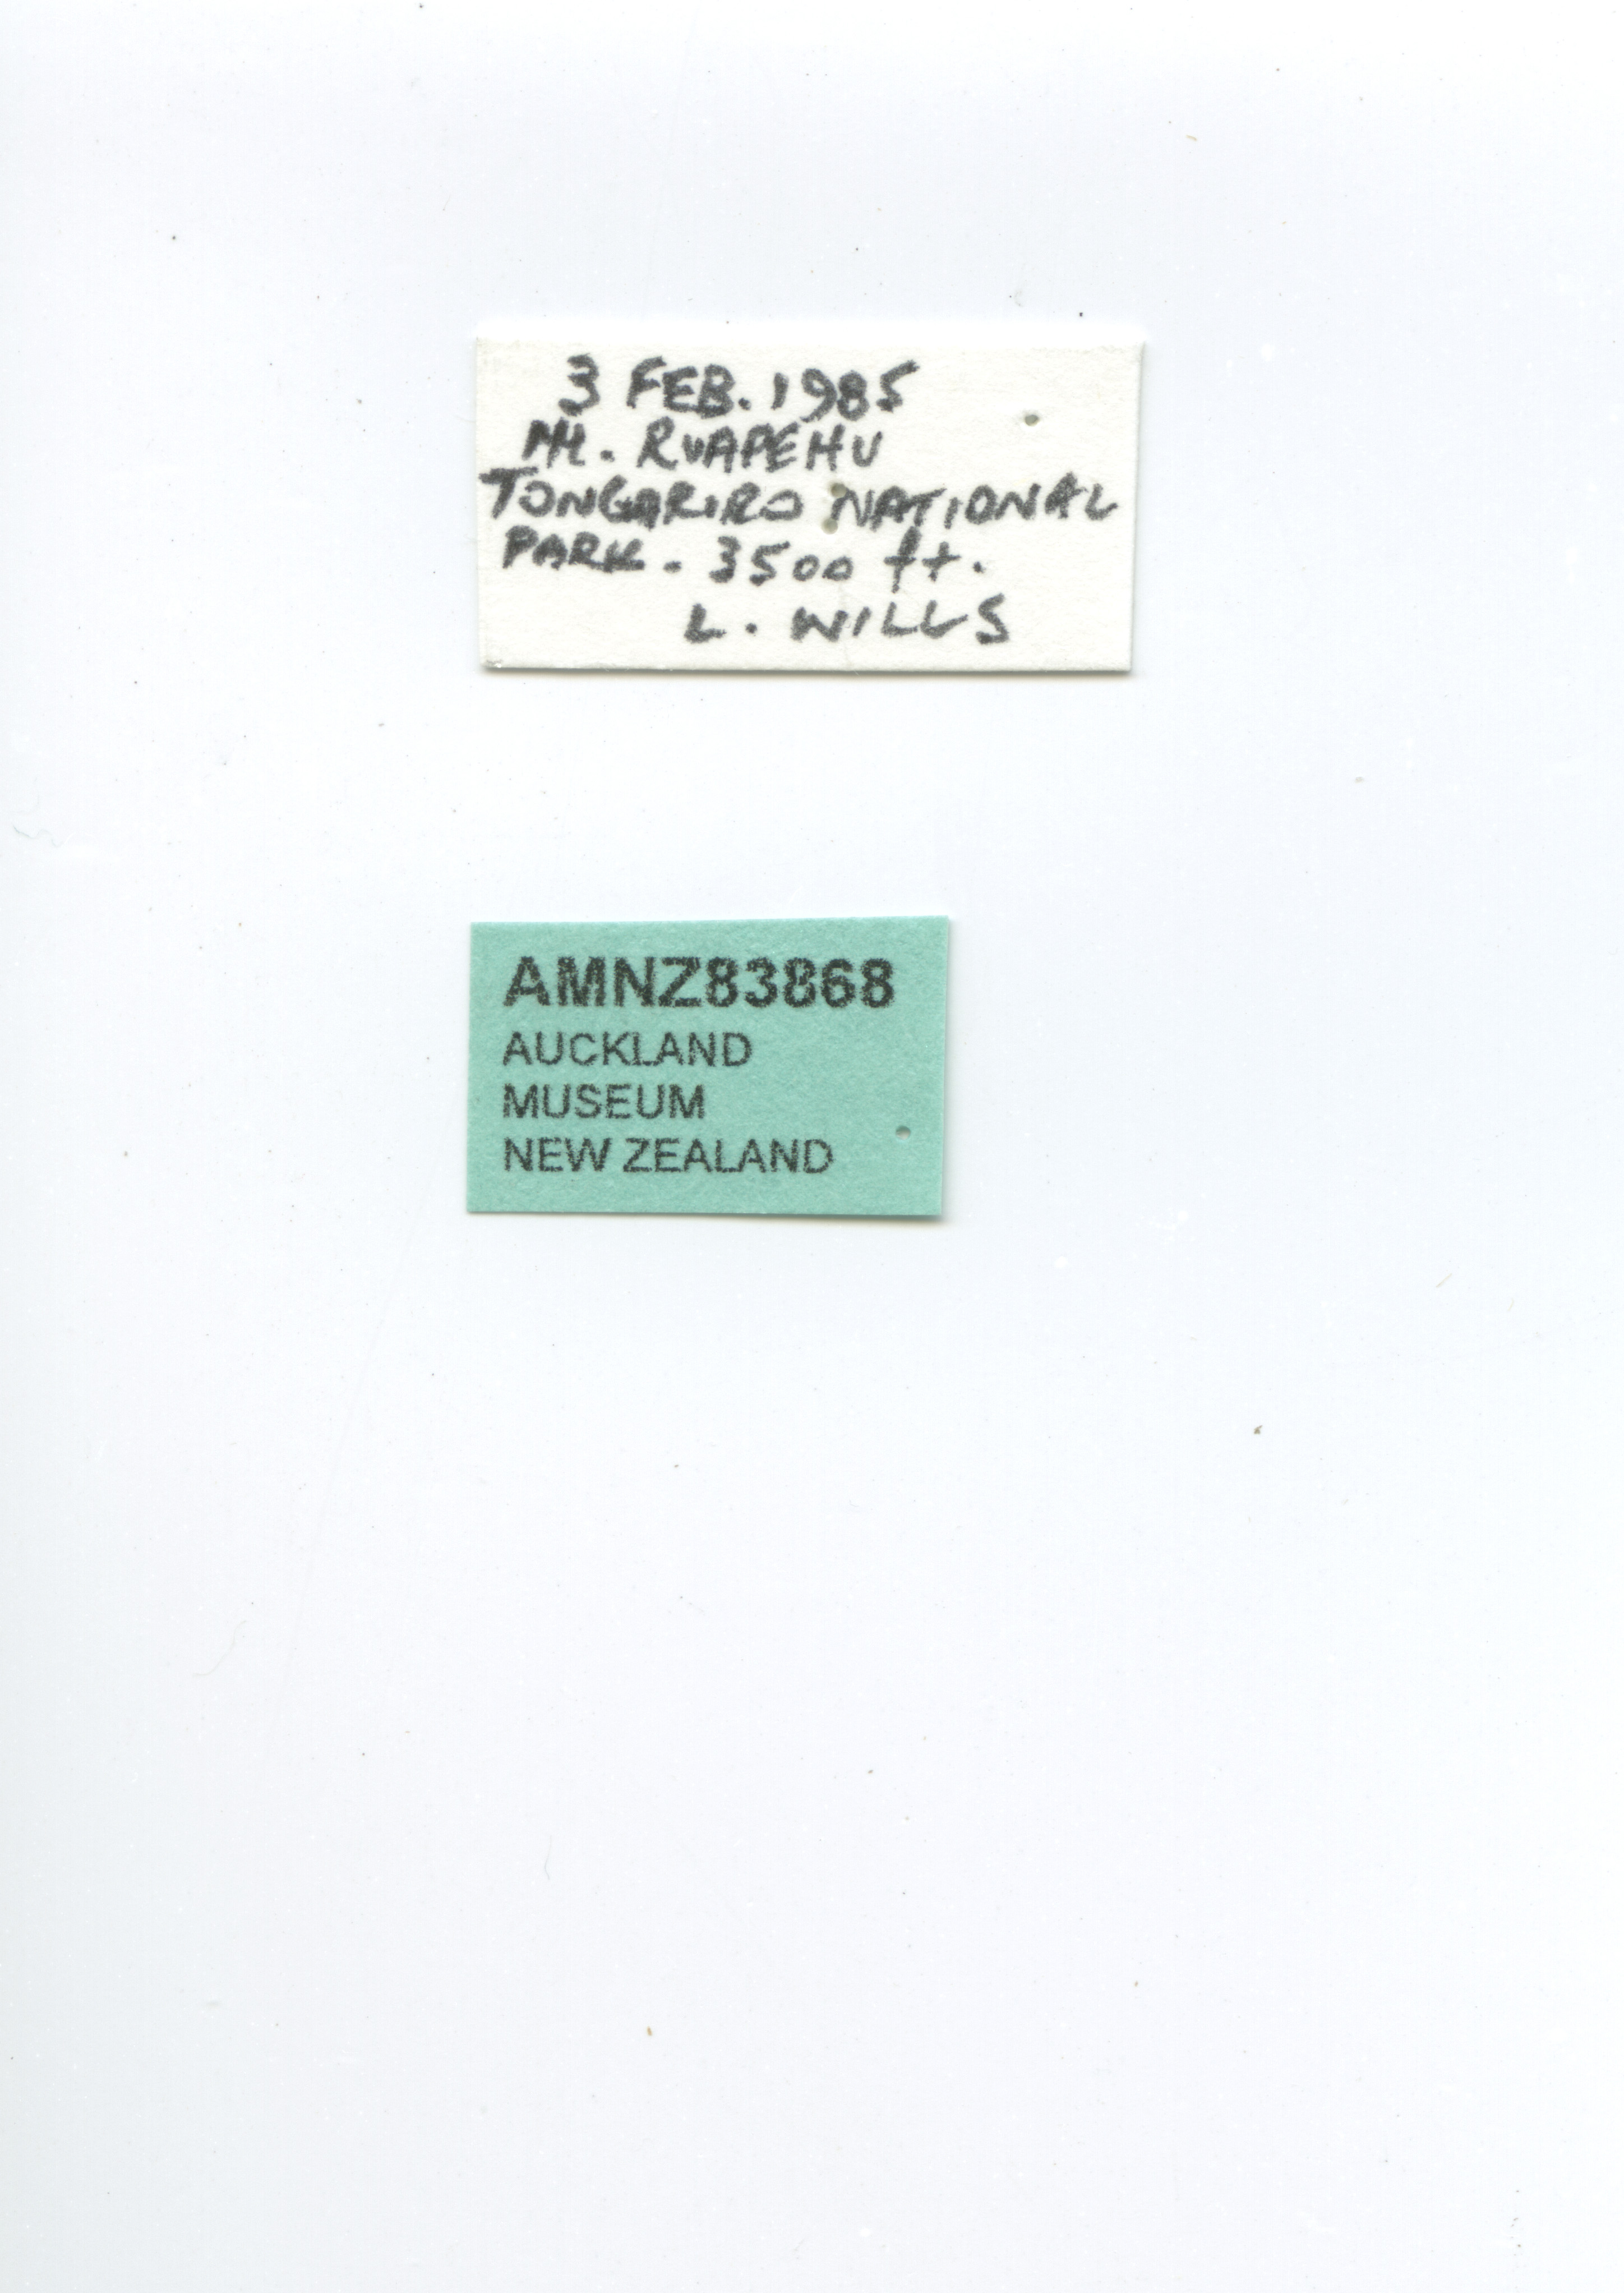 3 FEB. 1985
Mt. RUAPEHU
TONGARIRO NATIONAL
PARK. 3500 ft.
L. WILLS
AMNZ83868
AUCKLAND
MUSEUM
NEW ZEALAND